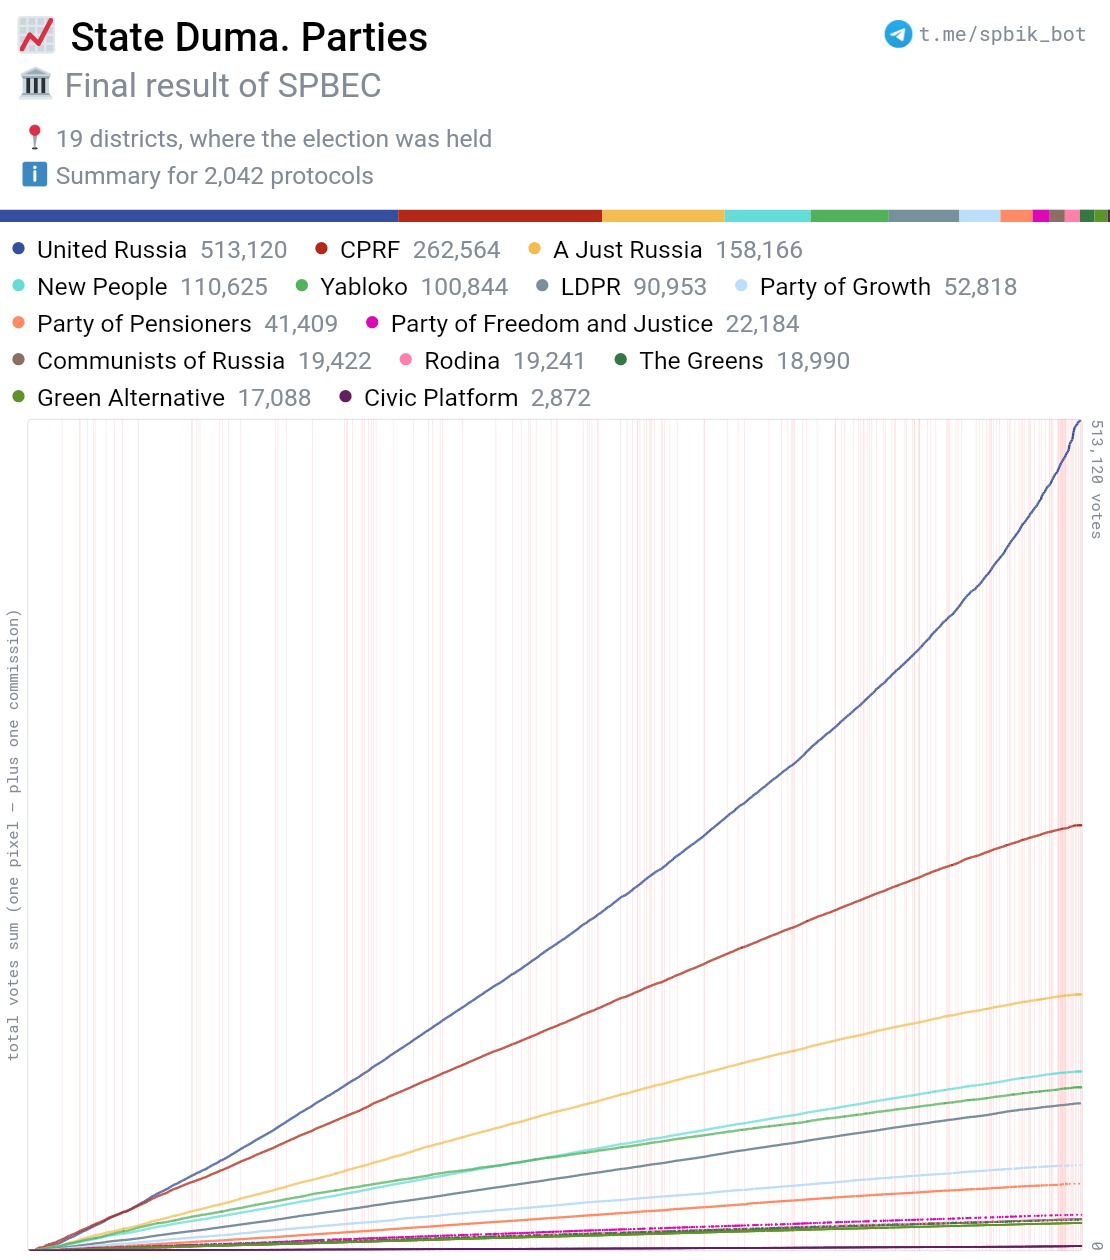 State Duma. Parties
t.me/spbik_bot
Final result of SPBEC
19 districts, where the election was held
Summary for 2,042 protocols
United Russia 513,120 CPRF 262,564 A Just Russia 158,166
New People 110,625 Yabloko 100,844 LDPR 90,953 Party of Growth 52,818
Party of Pensioners 41,409 Party of Freedom and Justice 22,184
Communists of Russia 19,422 Rodina 19,241 The Greens 18,990
Green Alternative 17,088 Civic Platform 2,872
513,120 votes
total votes sum (one pixel — plus one commission)
0